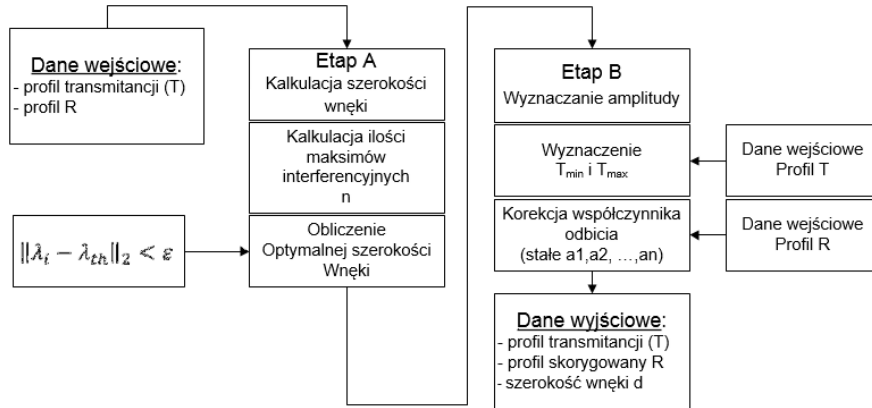 Dane wejściowe:
- profil transmitancji (T)
- profil R
Etap A
Kalkulacja szerokości
wnęki
Kalkulacja ilości
maksimów
interferencyjnych
n
‖λi − λth‖2 < ε
Obliczenie
Optymalnej szerokości
Wnęki
Etap B
Wyznaczanie amplitudy
Wyznaczenie
Tmin i Tmax
Dane wejściowe
Profil T
Korekcja współczynnika
odbicia
(stałe a1,a2, …,an)
Dane wejściowe
Profil R
Dane wyjściowe:
- profil transmitancji (T)
- profil skorygowany R
- szerokość wnęki d